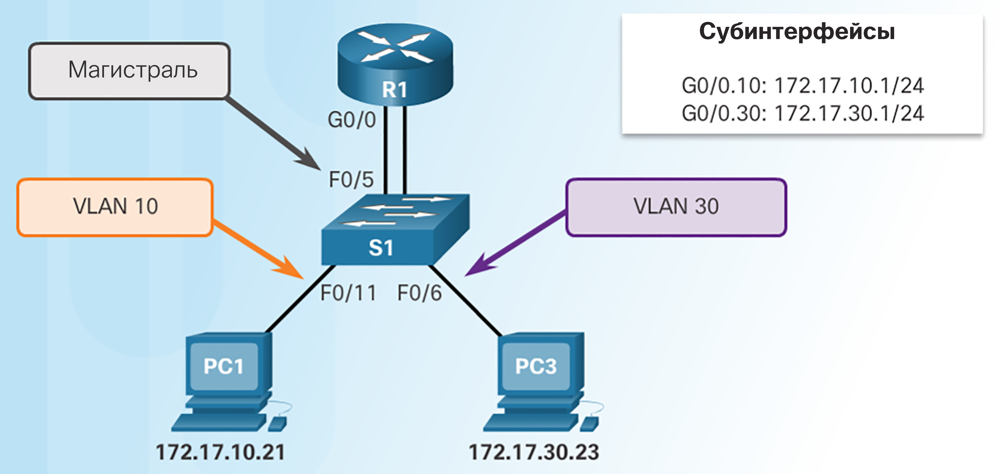 Субинтерфейсы
G0/0.10: 172.17.10.1/24
G0/0.30: 172.17.30.1/24
Магистраль
R1
G0/0
F0/5
VLAN 10
VLAN 30
S1
F0/11 F0/6
PC1
PC3
172.17.10.21
172.17.30.23